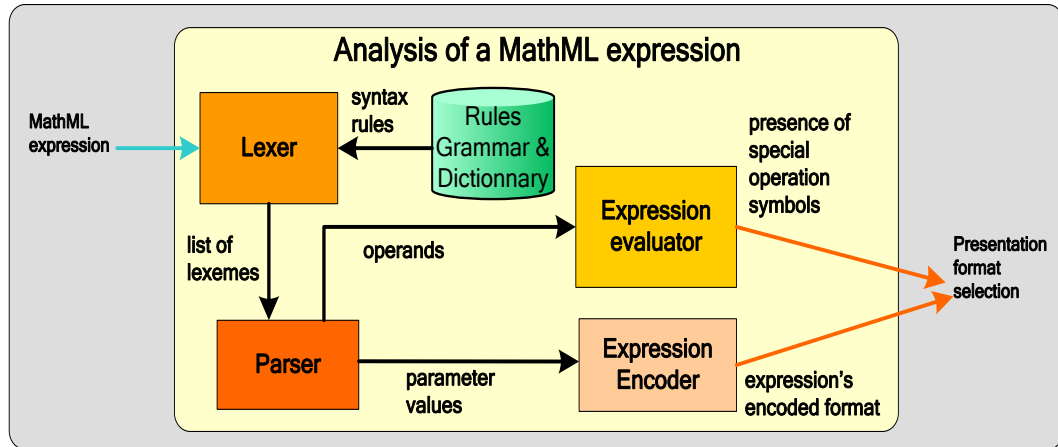 Analysis of a MathML expression
MathML
expression
Lexer
syntax
rules
Rules
Grammar &
Dictionnary
presence of
special
operation
symbols
list of
lexemes
operands
Expression
evaluator
Presentation
format
selection
Parser
parameter
values
Expression
Encoder
expression's
encoded format